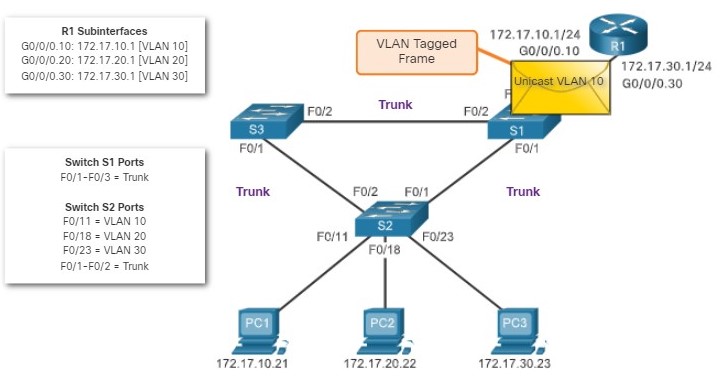 R1 Subinterfaces
G0/0/0.10: 172.17.10.1 [VLAN 10]
G0/0/0.20: 172.17.20.1 [VLAN 20]
G0/0/0.30: 172.17.30.1 [VLAN 30]
VLAN Tagged
Frame
172.17.10.1/24
G0/0/0.10
R1
172.17.30.1/24
G0/0/0.30
Unicast VLAN 10
F
Trunk
F0/2
F0/2
S3
S1
F0/1
F0/1
Switch S1 Ports
F0/1-F0/3 = Trunk
Switch S2 Ports
F0/11 = VLAN 10
F0/18 = VLAN 20
F0/23 = VLAN 30
F0/1-F0/2 = Trunk
Trunk
Trunk
F0/2
F0/1
S2
F0/11
F0/23
F0/18
PC1
PC2
PC3
172.17.10.21
172.17.20.22
172.17.30.23